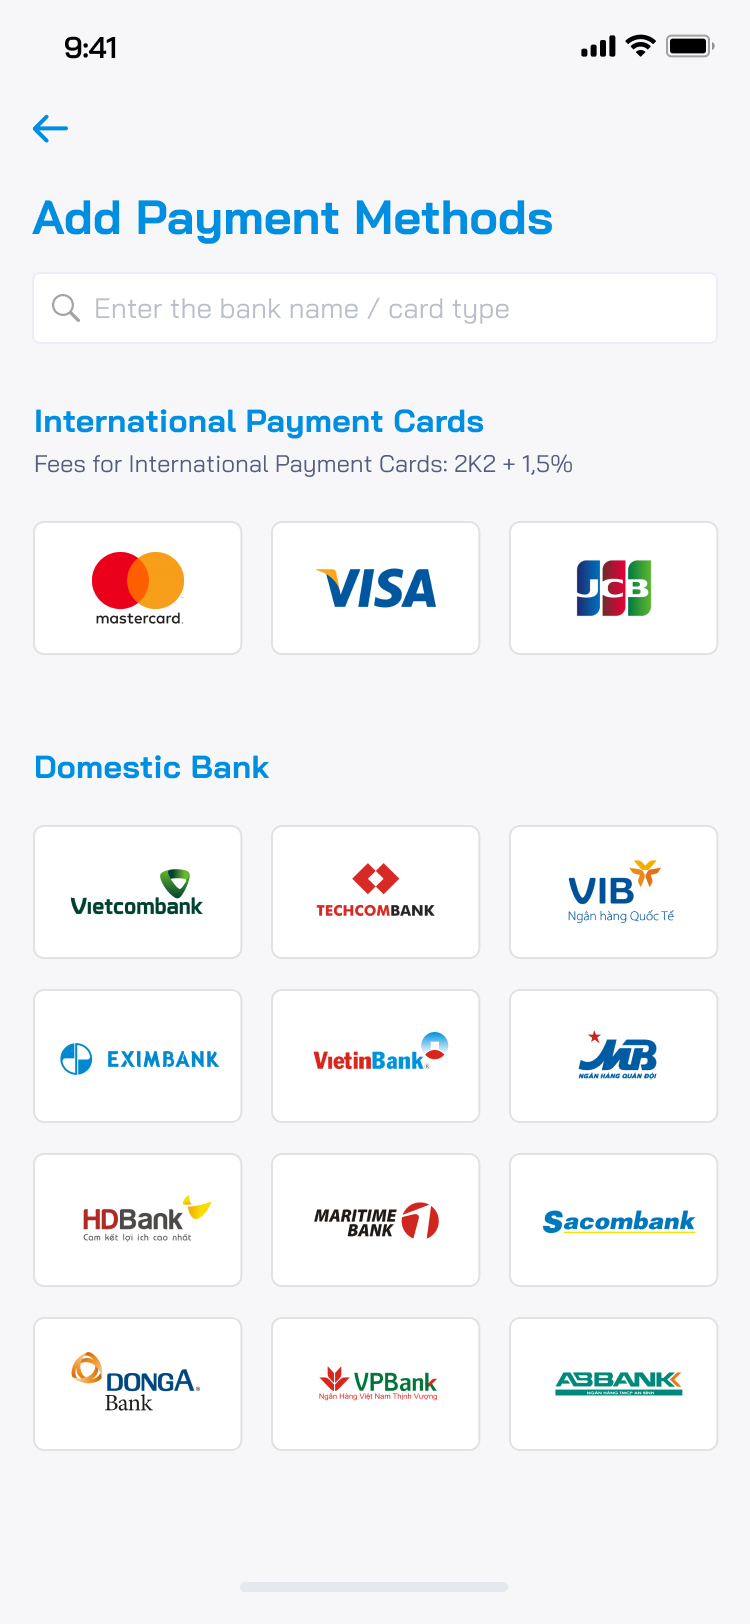 9:41
Add Payment Methods
Enter the bank name / card type
International Payment Cards
Fees for International Payment Cards: 2K2 + 1,5%
mastercard.
VISA
JCB
Domestic Bank
Vietcombank
TECHCOMBANK
VIB
Ngân hàng Quốc Tế
EXIMBANK
VietinBank®
MB
NGÂN HÀNG QUÂN ĐỘI
HDBank
Cam kết lợi ích cao nhất
MARITIME
BANK
Sacombank
DONGA®
Bank
VPBank
Ngân Hàng Việt Nam Thịnh Vượng
ABBANK
NGÂN HÀNG TMCP AN BÌNH